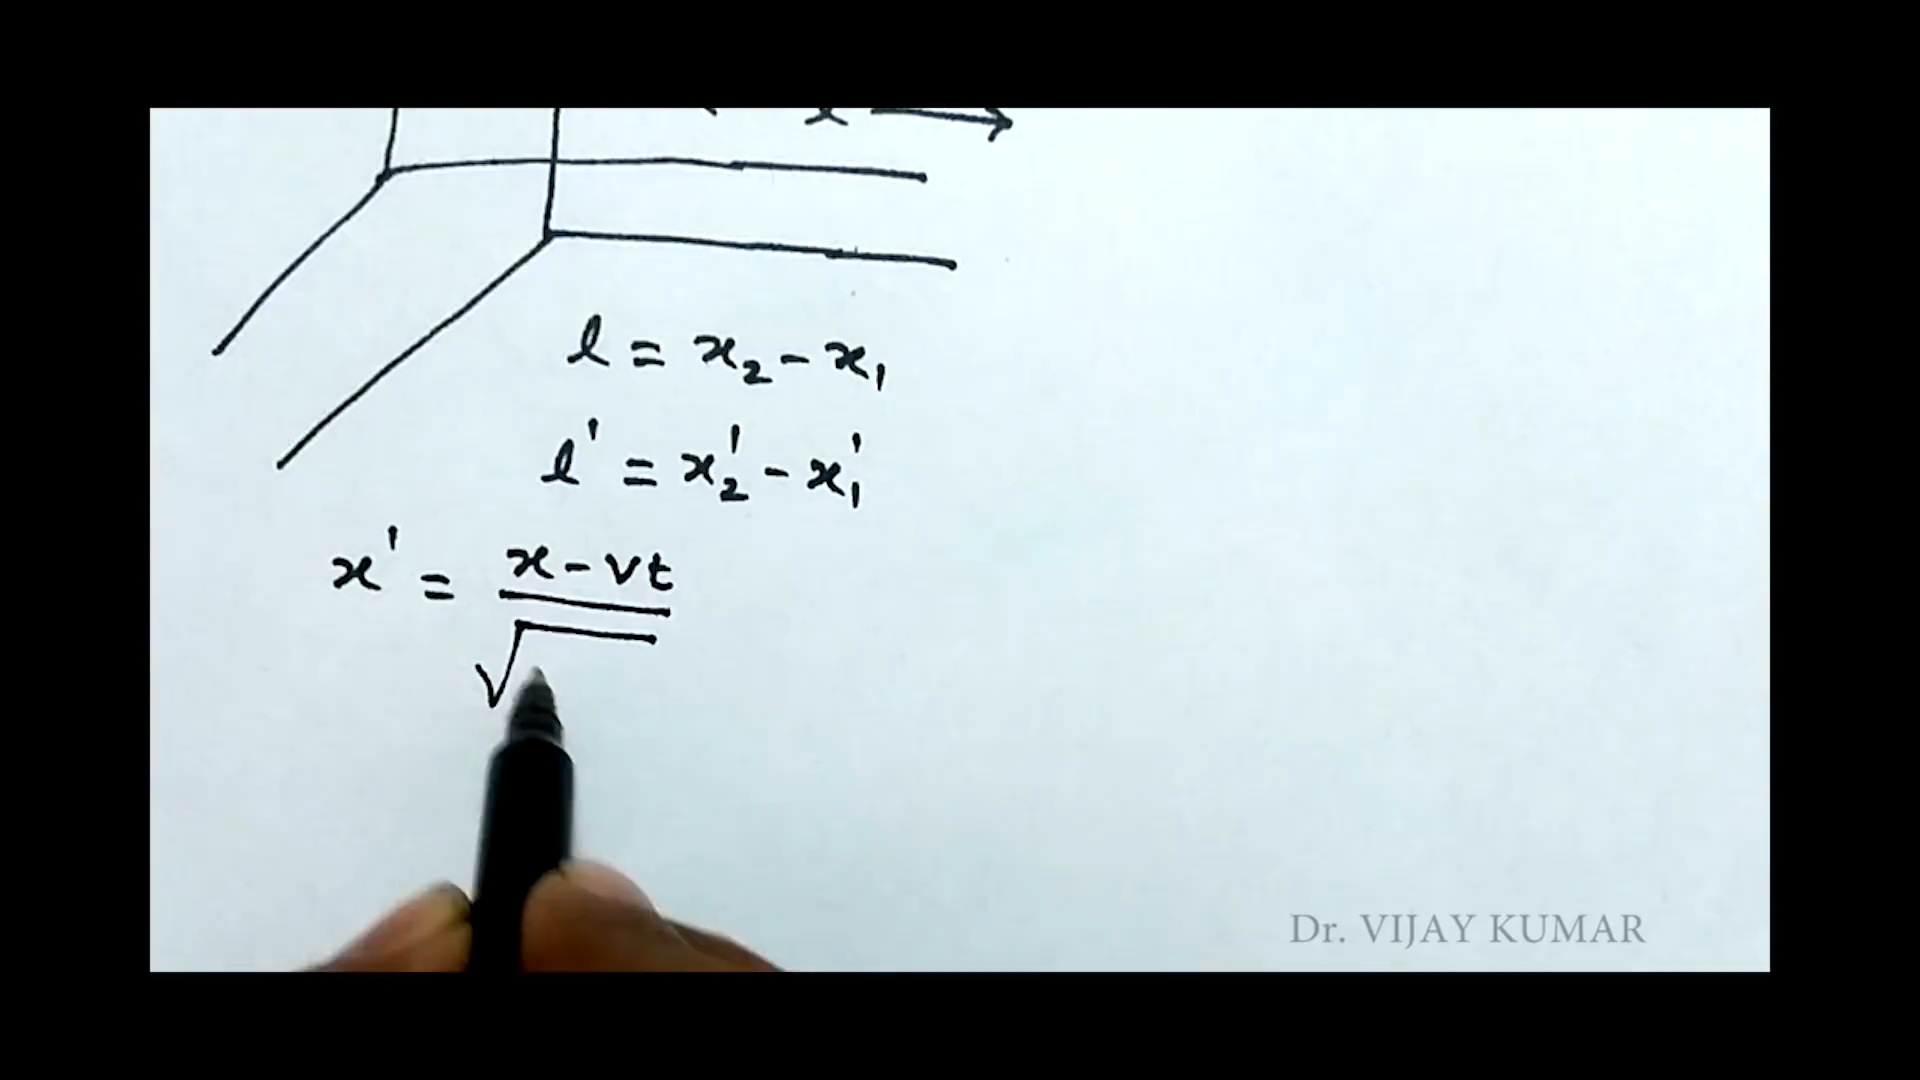 l = x₂ - x₁
l' = x₂' - x₁'
x' = x - vt
√
Dr. VIJAY KUMAR